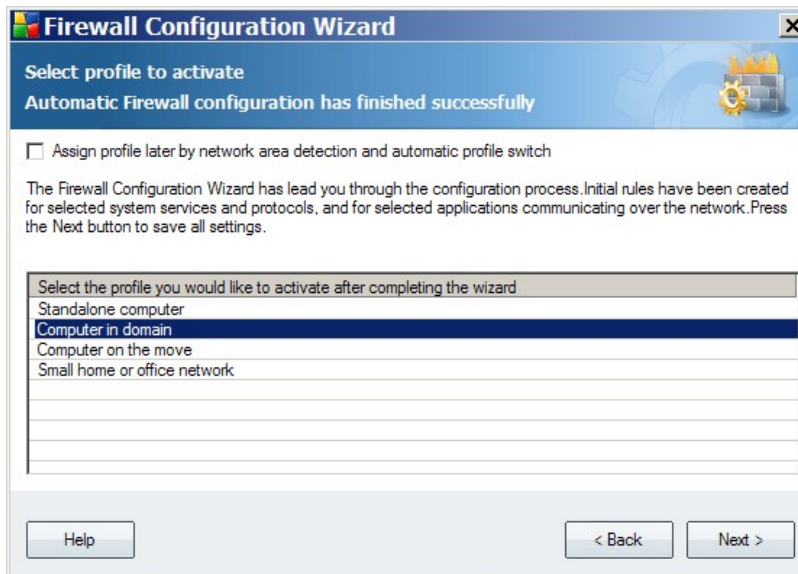 Firewall Configuration Wizard
Select profile to activate
Automatic Firewall configuration has finished successfully
Assign profile later by network area detection and automatic profile switch
The Firewall Configuration Wizard has lead you through the configuration process.Initial rules have been created
for selected system services and protocols, and for selected applications communicating over the network.Press
the Next button to save all settings.
Select the profile you would like to activate after completing the wizard
Standalone computer
Computer in domain
Computer on the move
Small home or office network
Help
< Back
Next >